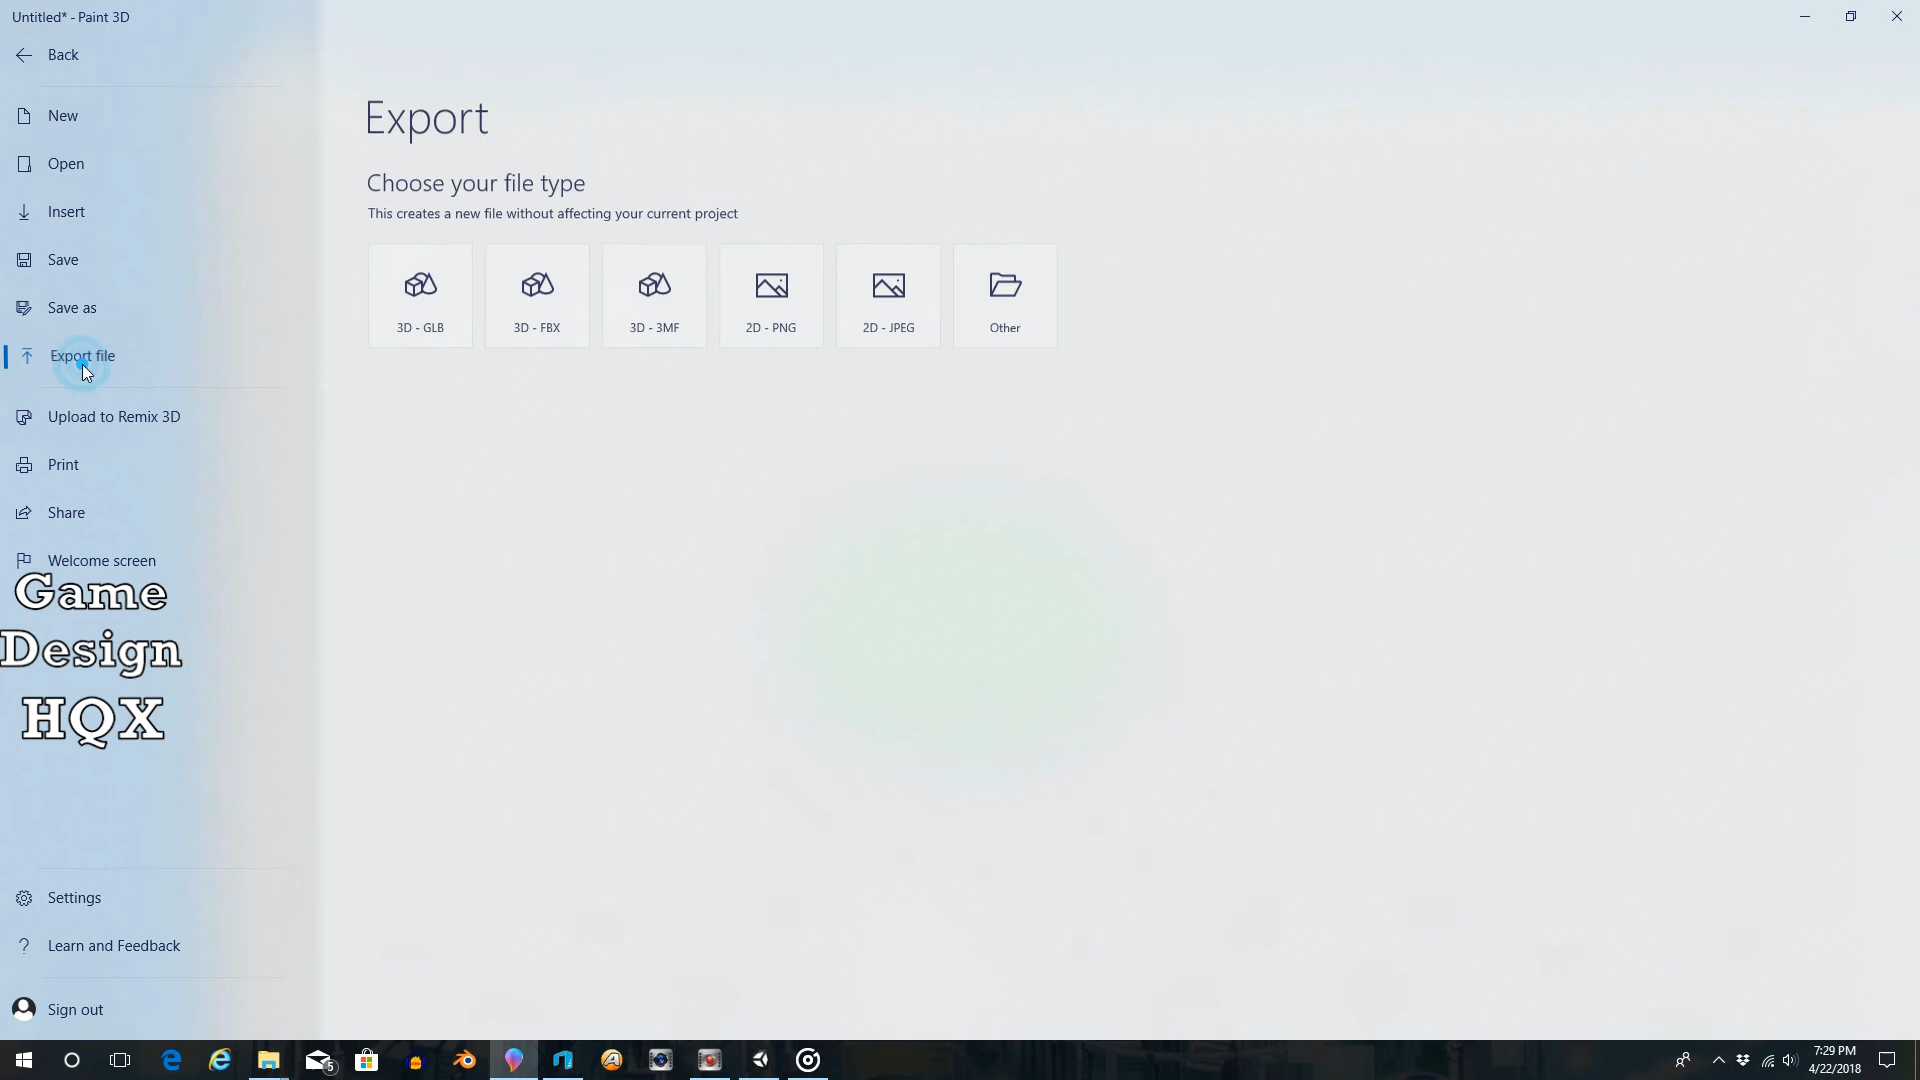 Untitled* - Paint 3D
Back
New
Open
Insert
Save
Save as
Export file
Upload to Remix 3D
Print
Share
Welcome screen
Game
Design
HQX
Settings
Learn and Feedback
Sign out
Export
Choose your file type
This creates a new file without affecting your current project
3D - GLB
3D - FBX
3D - 3MF
2D - PNG
2D - JPEG
Other
5
7:29 PM
4/22/2018